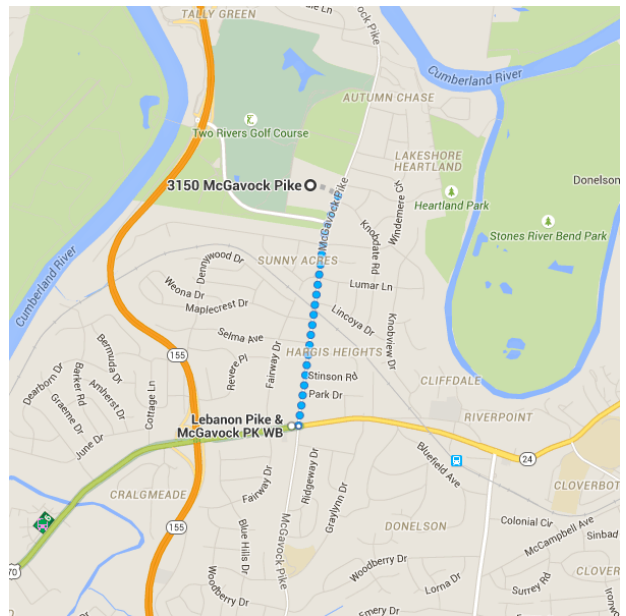 TALLY GREEN
McGavock Pike
Cumberland River
AUTUMN CHASE
Two Rivers Golf Course
LAKESHORE
HEARTLAND
3150 McGavock Pike
Donelson
Heartland Park
Windemere Cir
McGavock Pike
Knobdate Rd
Stones River Bend Park
Cumberland River
Dennywood Dr
SUNNY ACRES
Weona Dr
Lumar Ln
Maplecrest Dr
Lincoya Dr
Selma Ave
Knobview Dr
Bermuda Dr
155
Fairway Dr
HARGIS HEIGHTS
Revere Pl
Dearborn Dr
Barker Rd
Stinson Rd
CLIFFDALE
Amherst Dr
Cottage Ln
Park Dr
Graeme Dr
RIVERPOINT
Lebanon Pike &
McGavock PK WB
June Dr
Bluefield Ave
24
CLOVERBOT
Fairway Dr
Ridgeway Dr
CRALGMEADE
Graylynn Dr
155
McGavock Pike
DONELSON
Colonial Cir
McCampbell Ave
Sinbad
Blue Hills Dr
CLOVER
70
Woodberry Dr
Woodberry Dr
Lorna Dr
Surrey Rd
Emery Dr